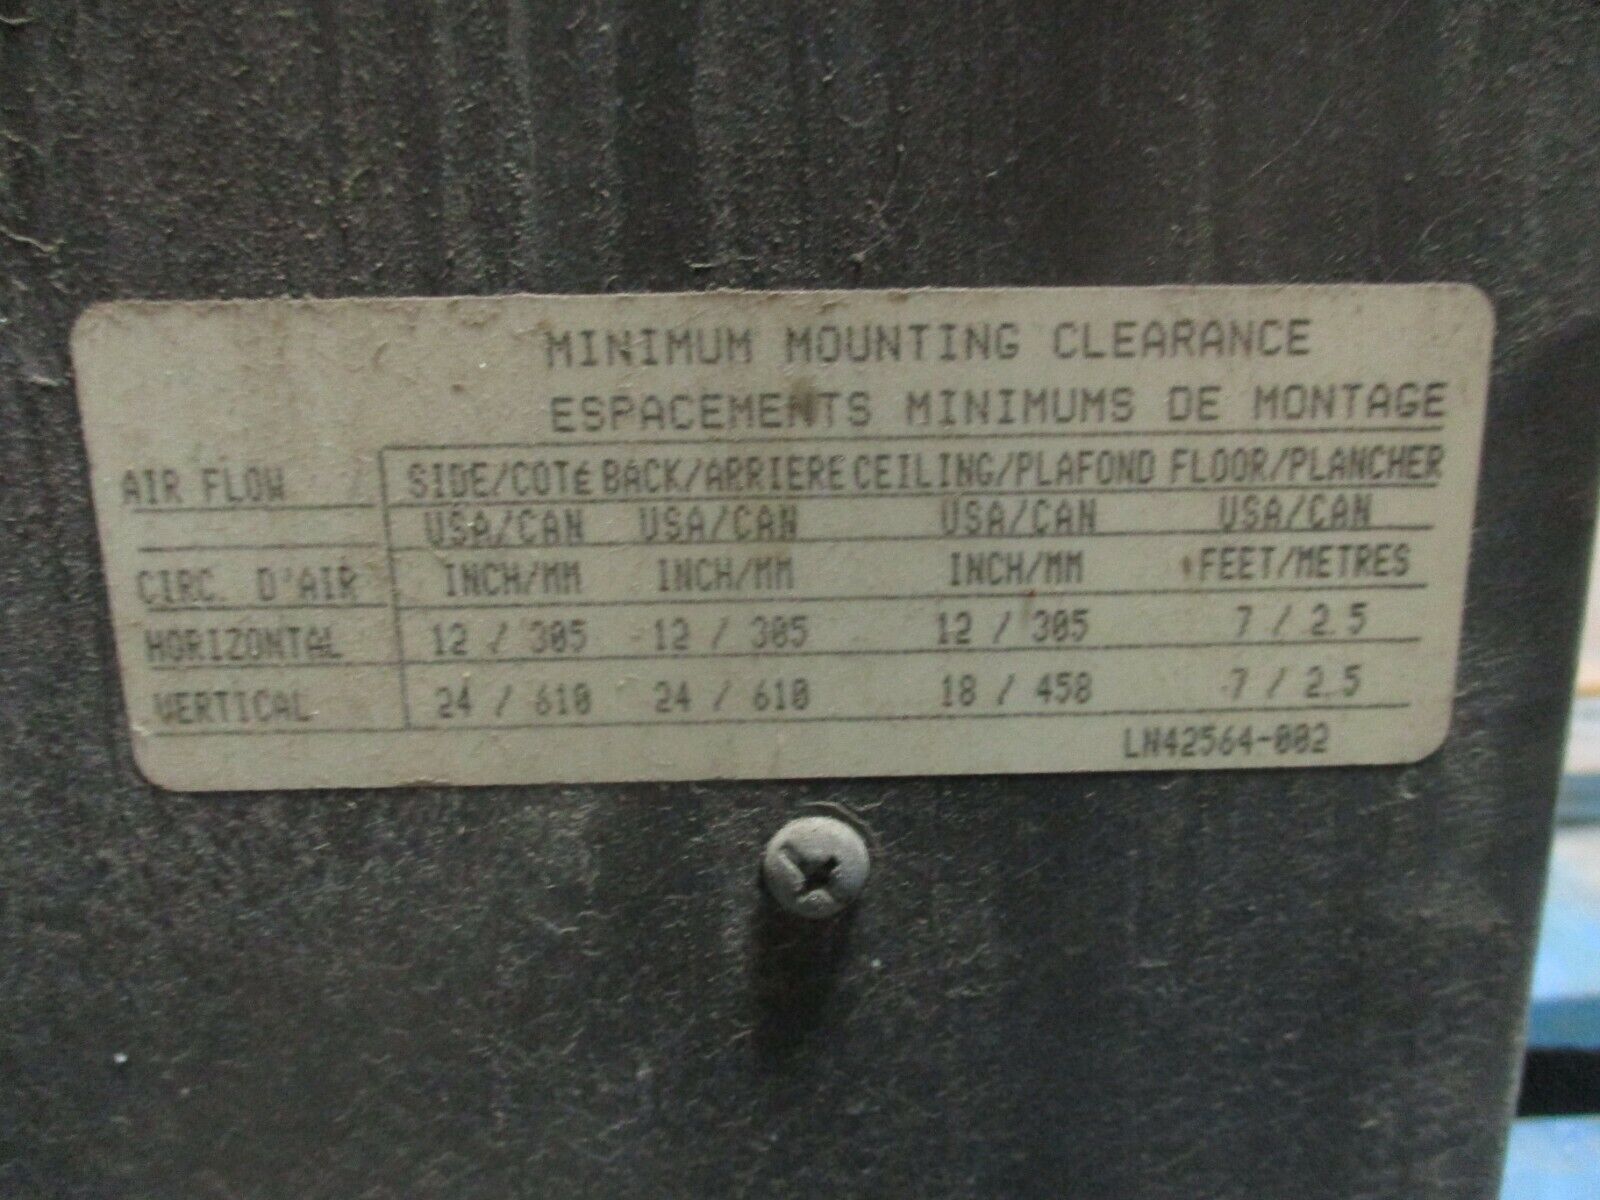 MINIMUM MOUNTING CLEARANCE
ESPACEMENTS MINIMUMS DE MONTAGE
AIR FLOW SIDE/COTé BACK/ARRIERE CEILING/PLAFOND FLOOR/PLANCHER
USA/CAN USA/CAN USA/CAN USA/CAN
CIRC. D'AIR INCH/MM INCH/MM INCH/MM FEET/METRES
HORIZONTAL 12 / 305 12 / 305 12 / 305 7 / 2.5
VERTICAL 24 / 610 24 / 610 18 / 458 7 / 2.5
LN42564-002